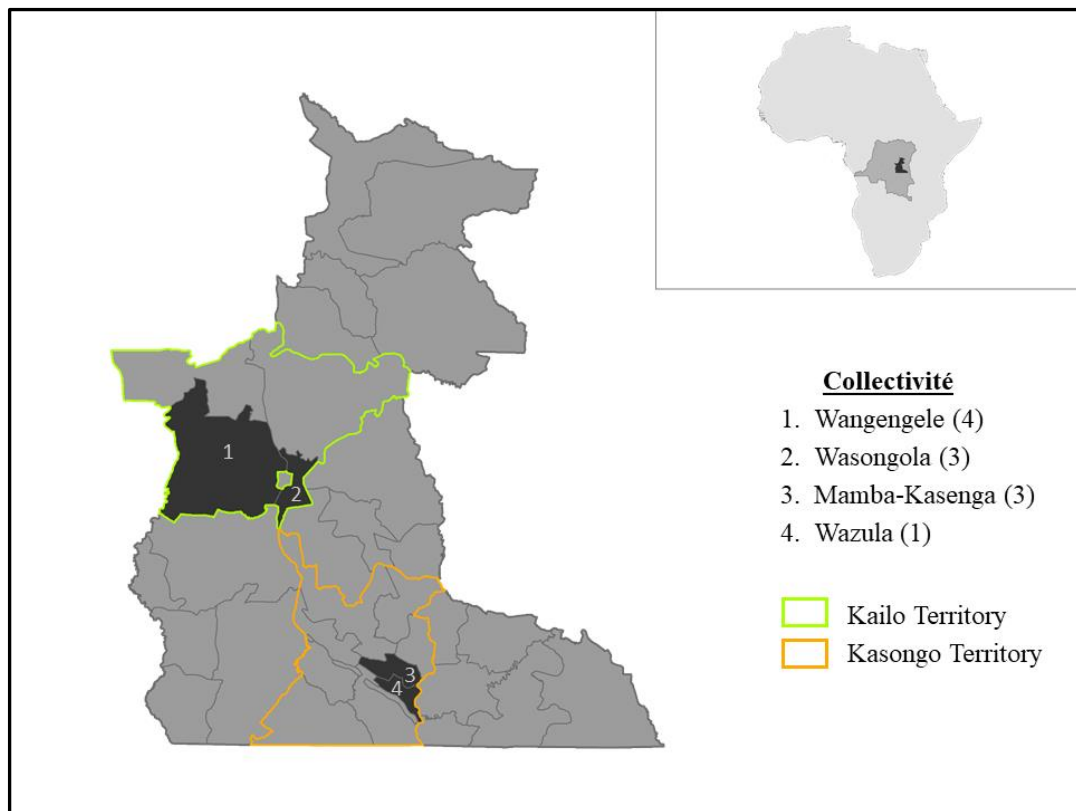 1
2
3
4
Collectivité
1. Wangengele (4)
2. Wasongola (3)
3. Mamba-Kasenga (3)
4. Wazula (1)
Kailo Territory
Kasongo Territory